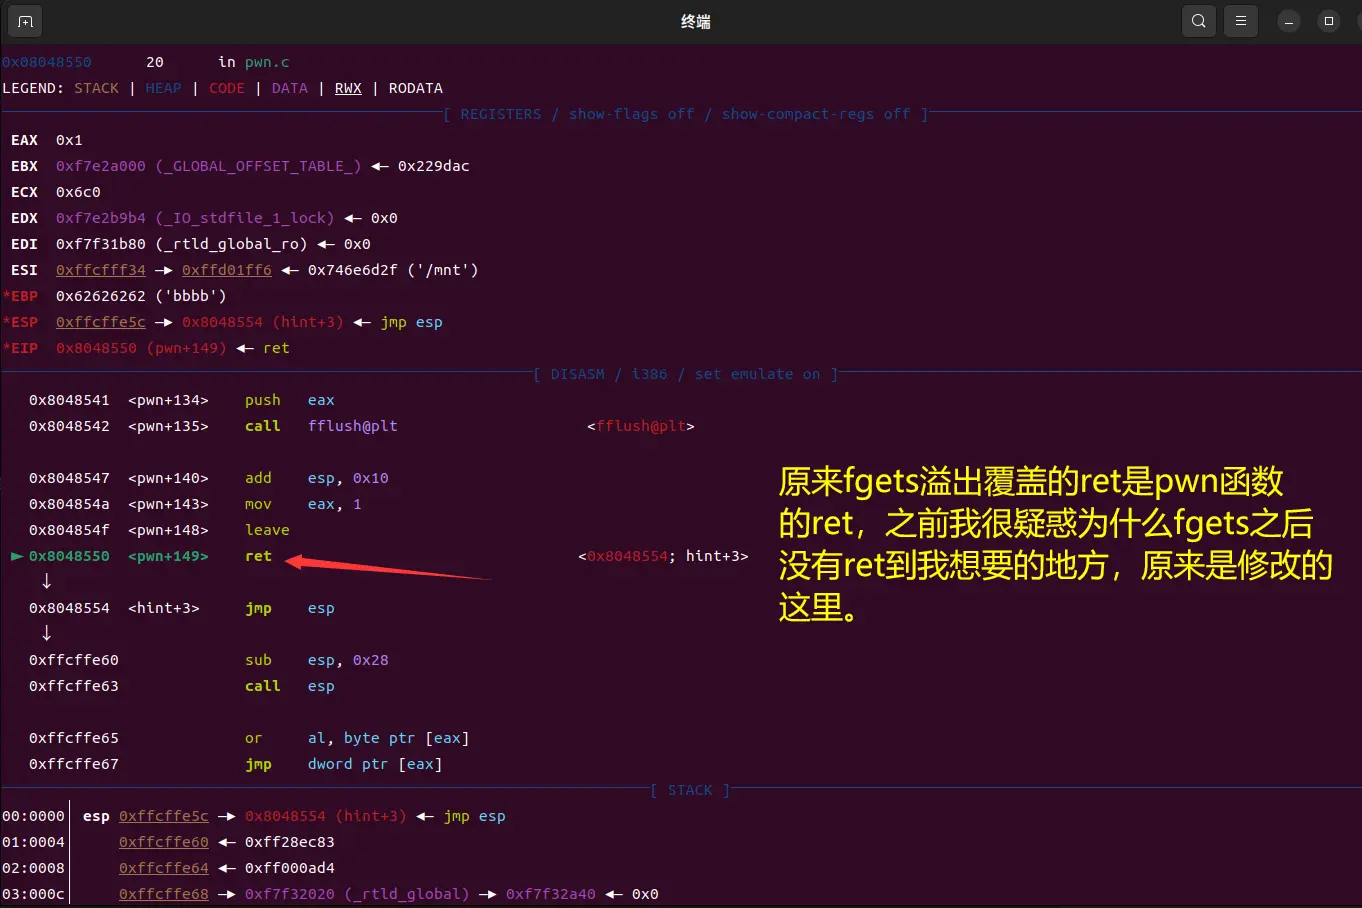 终端
0x08048550 20 in pwn.c
LEGEND: STACK | HEAP | CODE | DATA | RWX | RODATA
[ REGISTERS / show-flags off / show-compact-regs off ]
EAX 0x1
EBX 0xf7e2a000 (_GLOBAL_OFFSET_TABLE_) ◂— 0x229dac
ECX 0x6c0
EDX 0xf7e2b9b4 (_IO_stdfile_1_lock) ◂— 0x0
EDI 0xf7f31b80 (_rtld_global_ro) ◂— 0x0
ESI 0xffcfff34 —▸ 0xffd01ff6 ◂— 0x746e6d2f ('/mnt')
*EBP 0x62626262 ('bbbb')
*ESP 0xffcffe5c —▸ 0x8048554 (hint+3) ◂— jmp esp
*EIP 0x8048550 (pwn+149) ◂— ret
[ DISASM / i386 / set emulate on ]
0x8048541 <pwn+134> push eax
0x8048542 <pwn+135> call fflush@plt <fflush@plt>
0x8048547 <pwn+140> add esp, 0x10
0x804854a <pwn+143> mov eax, 1
0x804854f <pwn+148> leave
► 0x8048550 <pwn+149> ret <0x8048554; hint+3>
↓
0x8048554 <hint+3> jmp esp
↓
0xffcffe60 sub esp, 0x28
0xffcffe63 call esp
0xffcffe65 or al, byte ptr [eax]
0xffcffe67 jmp dword ptr [eax]
原来fgets溢出覆盖的ret是pwn函数
的ret，之前我很疑惑为什么fgets之后
没有ret到我想要的地方，原来是修改的
这里。
[ STACK ]
00:0000│ esp 0xffcffe5c —▸ 0x8048554 (hint+3) ◂— jmp esp
01:0004│ 0xffcffe60 ◂— 0xff28ec83
02:0008│ 0xffcffe64 ◂— 0xff000ad4
03:000c│ 0xffcffe68 —▸ 0xf7f32020 (_rtld_global) —▸ 0xf7f32a40 ◂— 0x0